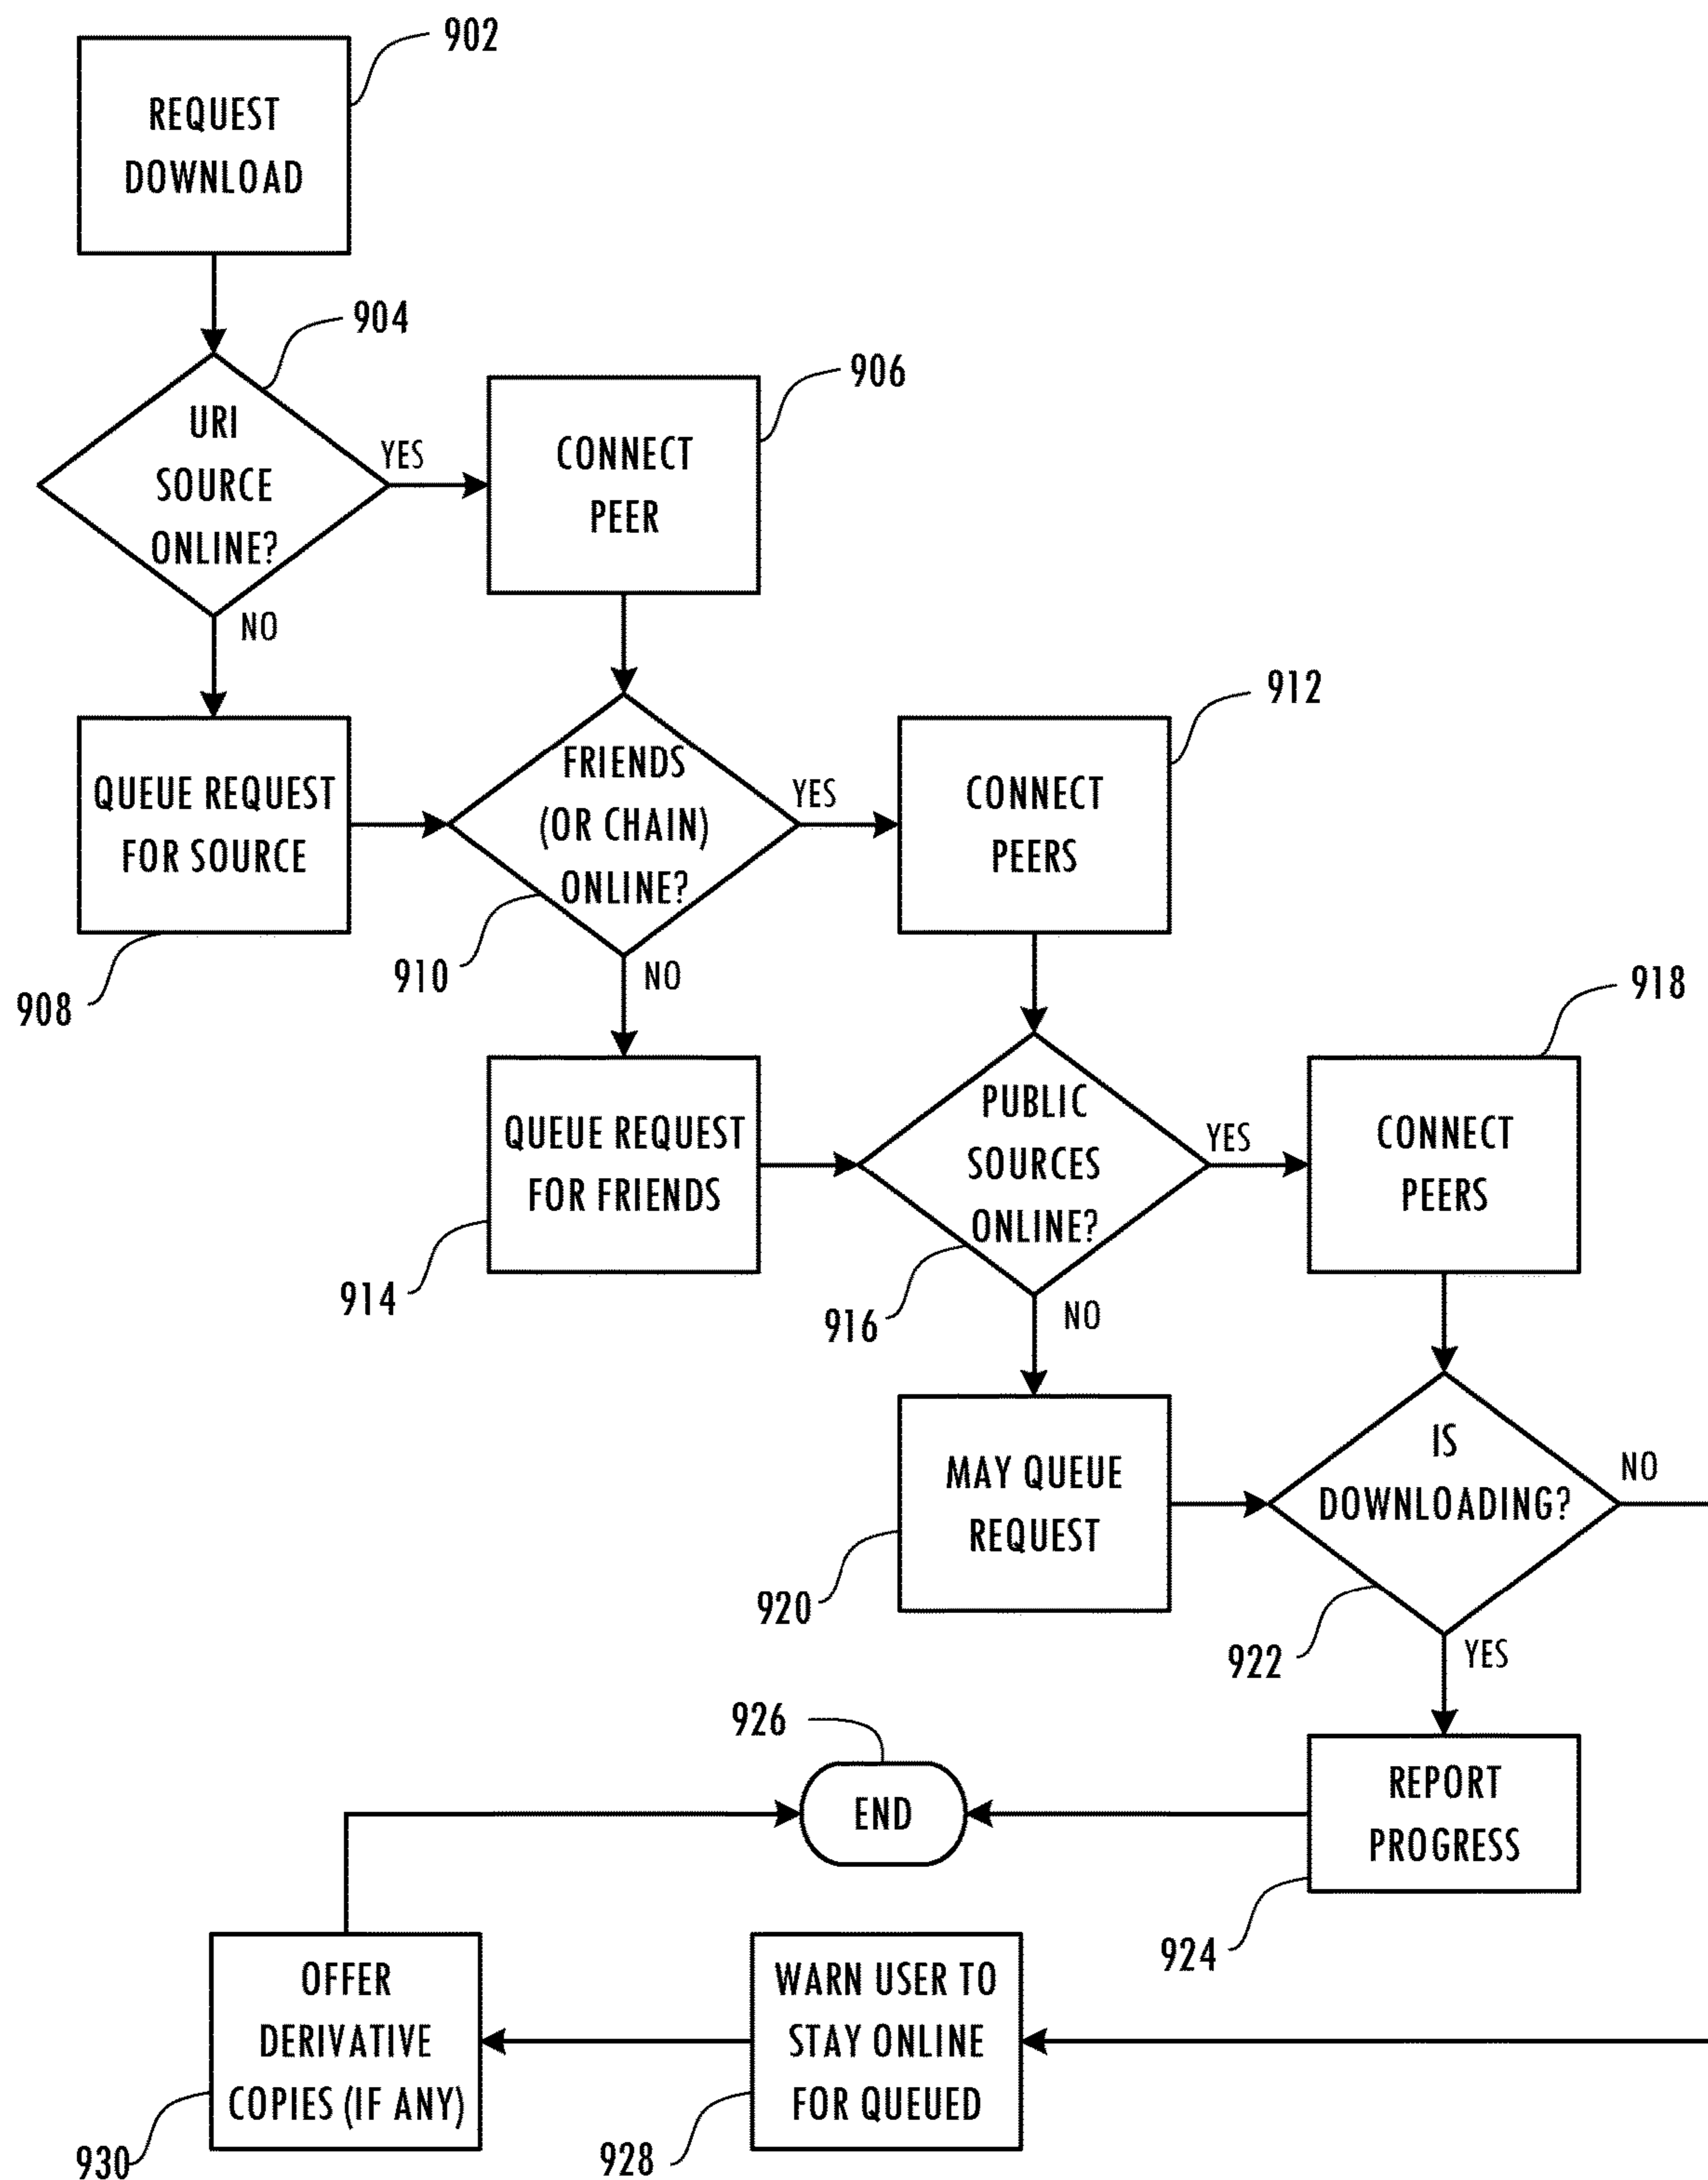 902
REQUEST
DOWNLOAD
904
URI
SOURCE
ONLINE?
YES
NO
906
CONNECT
PEER
QUEUE REQUEST
FOR SOURCE
908
FRIENDS
(OR CHAIN)
ONLINE?
YES
NO
910
912
CONNECT
PEERS
QUEUE REQUEST
FOR FRIENDS
914
PUBLIC
SOURCES
ONLINE?
YES
NO
916
918
CONNECT
PEERS
MAY QUEUE
REQUEST
920
IS
DOWNLOADING?
NO
YES
922
REPORT
PROGRESS
924
926
END
WARN USER TO
STAY ONLINE
FOR QUEUED
928
OFFER
DERIVATIVE
COPIES (IF ANY)
930